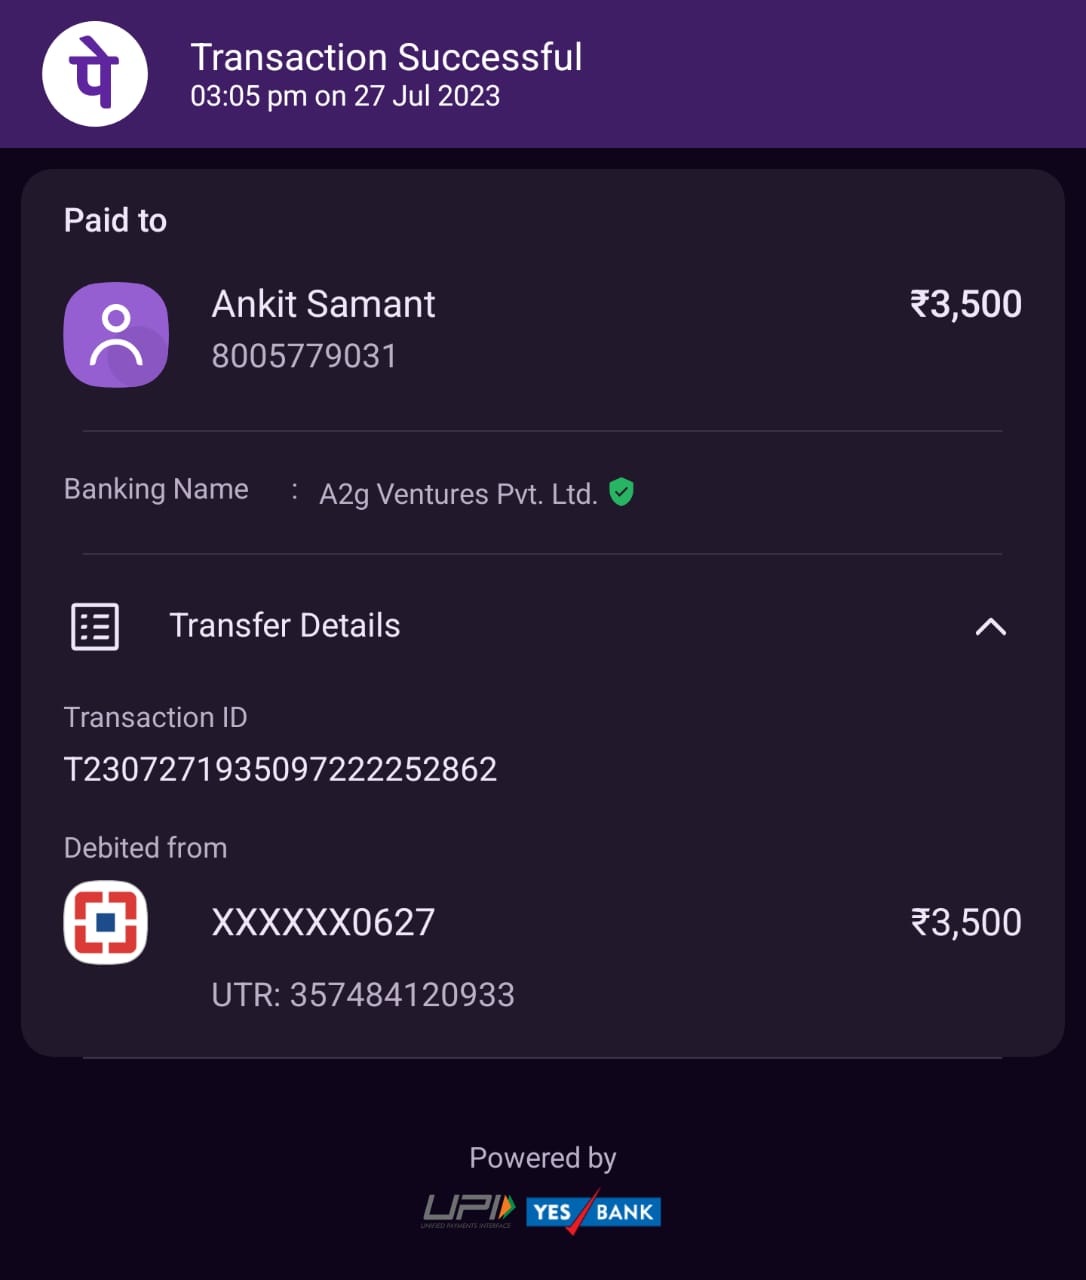 पे
Transaction Successful
03:05 pm on 27 Jul 2023
Paid to
Ankit Samant ₹3,500
8005779031
Banking Name : A2g Ventures Pvt. Ltd.
Transfer Details
Transaction ID
T2307271935097222252862
Debited from
XXXXXX0627 ₹3,500
UTR: 357484120933
Powered by
UPI YES BANK
UNIFIED PAYMENTS INTERFACE